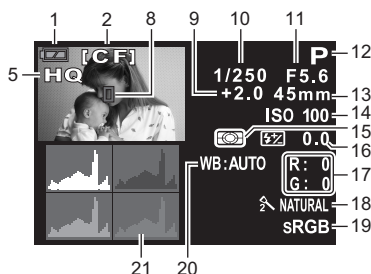 1 2 8 9 10 11
[CF]
P 12
5 HQ
1/250 F5.6
+2.0 45mm 13
ISO 100 14
15
0.0 16
WB:AUTO
R: 0
G: 0
17
2 NATURAL 18
sRGB 19
21 20